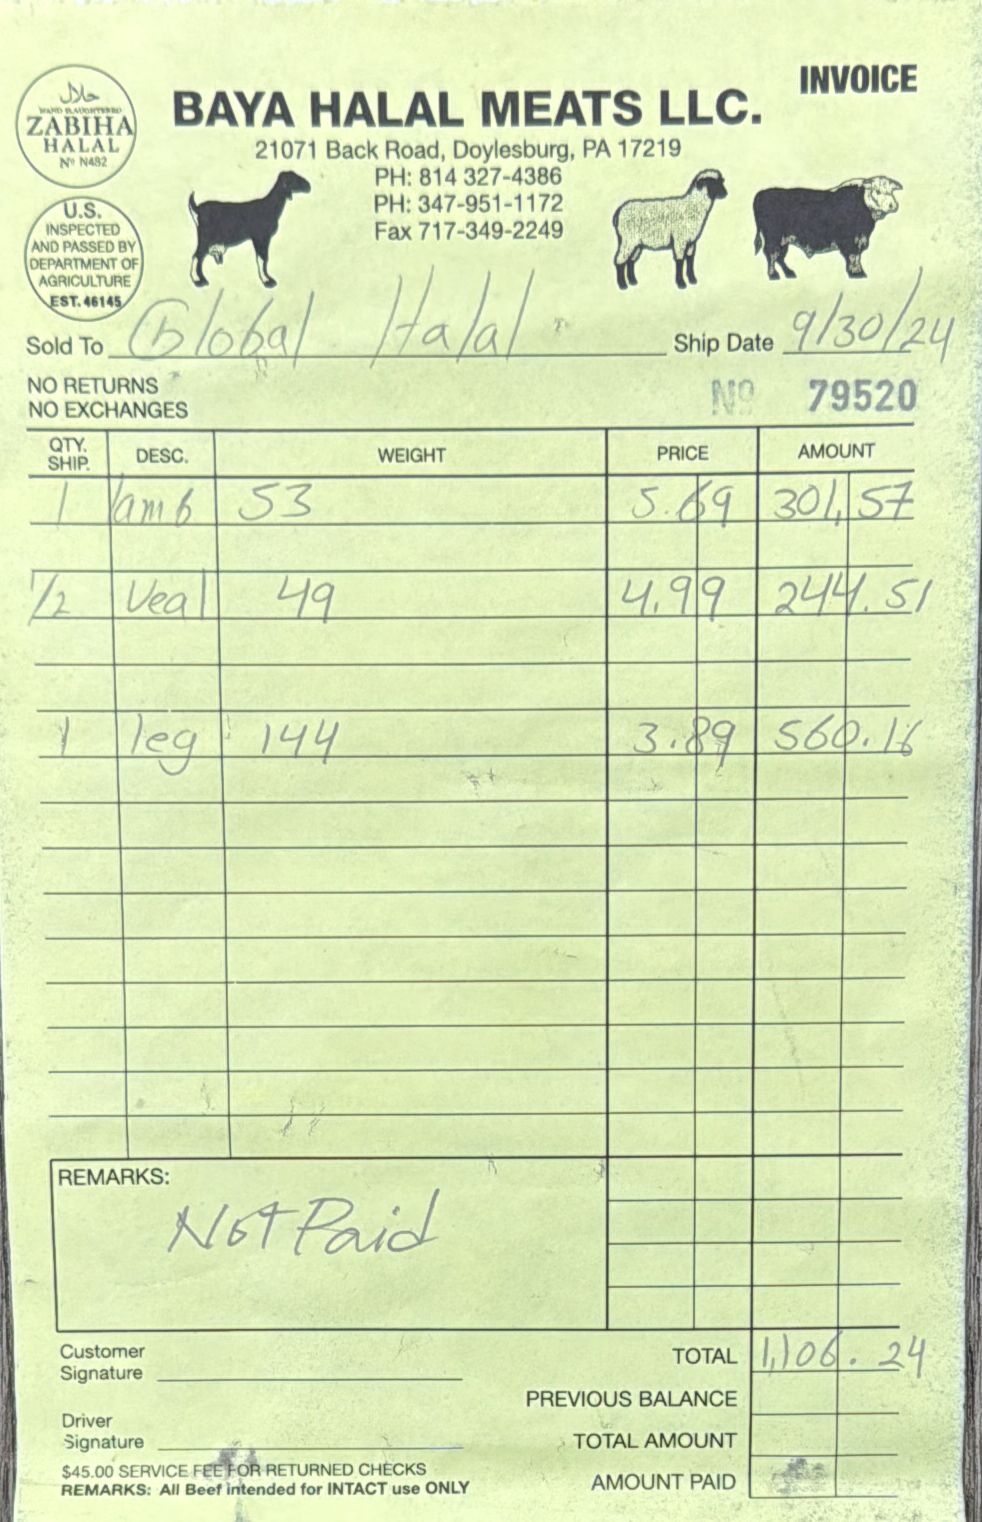 INVOICE
حلال
HAND SLAUGHTERED
ZABIHA
HALAL
Nº N482
BAYA HALAL MEATS LLC.
21071 Back Road, Doylesburg, PA 17219
PH: 814 327-4386
PH: 347-951-1172
Fax 717-349-2249
U.S.
INSPECTED
AND PASSED BY
DEPARTMENT OF
AGRICULTURE
EST. 46145
Sold To Global Halal Ship Date 9/30/24
NO RETURNS
NO EXCHANGES
Nº 79520
QTY. SHIP. DESC. WEIGHT PRICE AMOUNT
1 lamb 53 5.69 301,57
1/2 Veal 49 4.99 244.51
1 leg 144 3.89 560.16
REMARKS:
Not Paid
Customer
Signature
TOTAL 1,106.24
PREVIOUS BALANCE
Driver
Signature
TOTAL AMOUNT
$45.00 SERVICE FEE FOR RETURNED CHECKS
AMOUNT PAID
REMARKS: All Beef intended for INTACT use ONLY